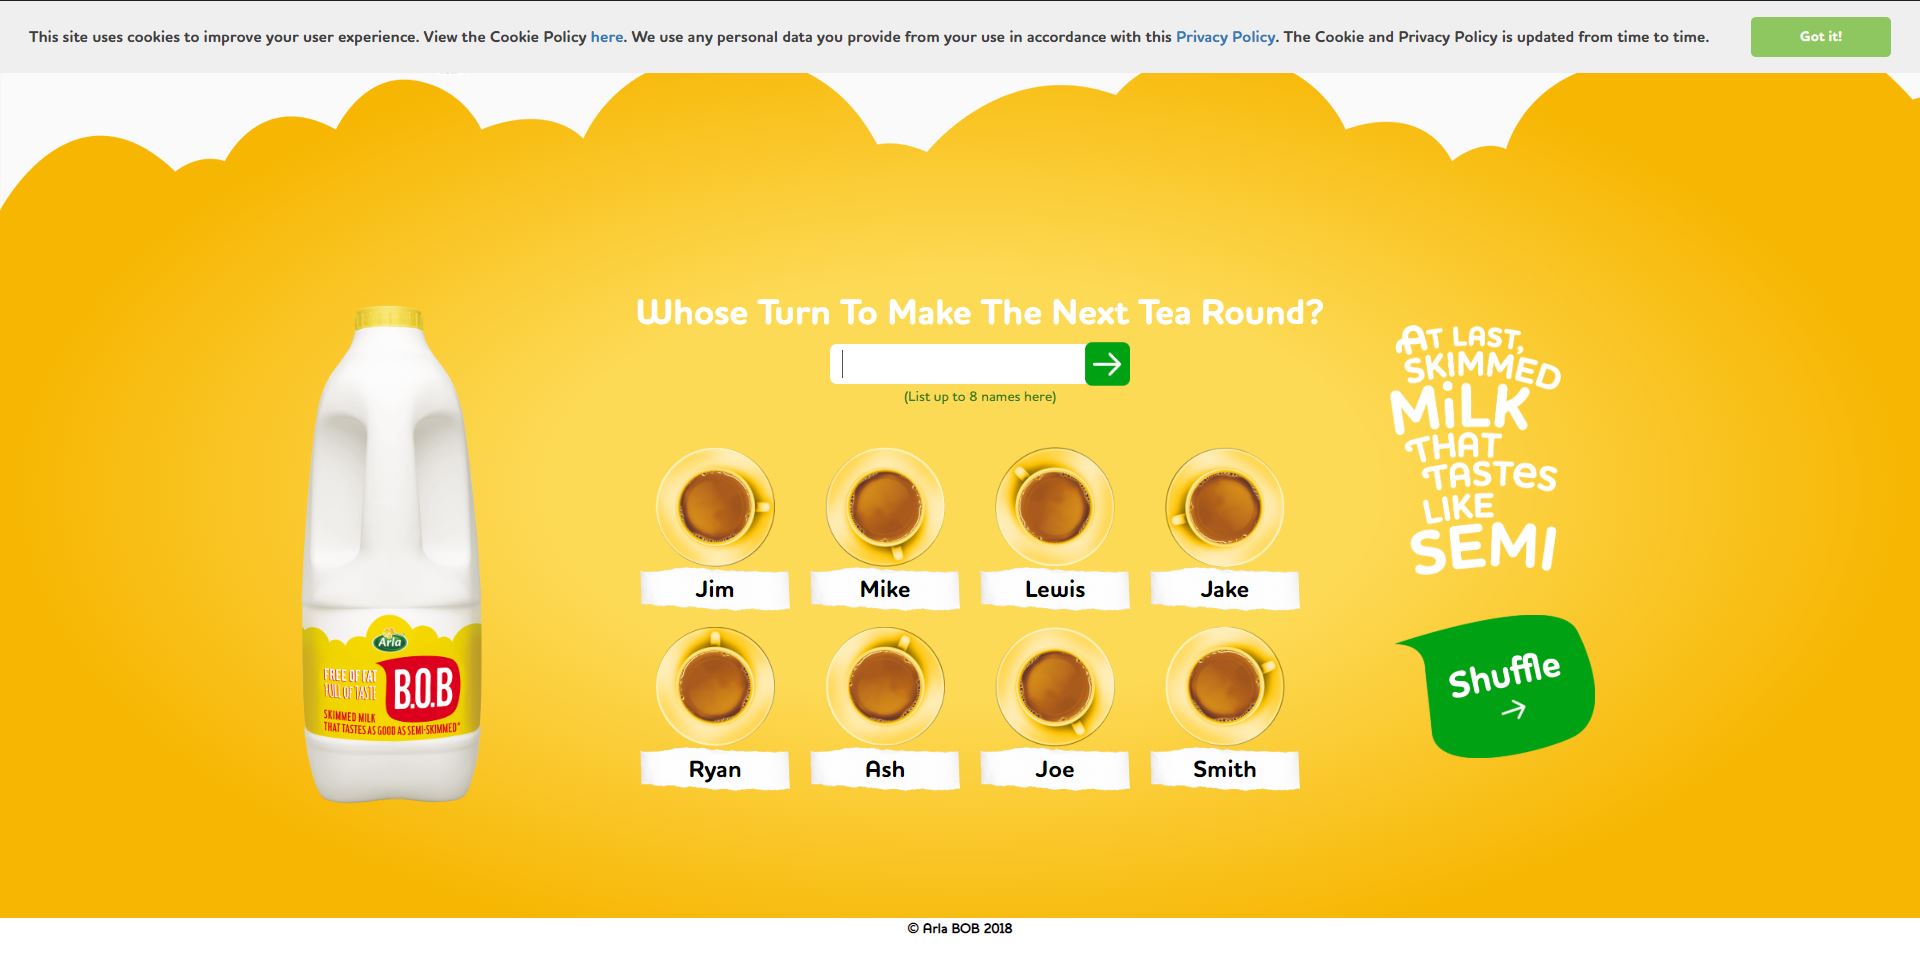 This site uses cookies to improve your user experience. View the Cookie Policy here. We use any personal data you provide from your use in accordance with this Privacy Policy. The Cookie and Privacy Policy is updated from time to time.
Got it!
Whose Turn To Make The Next Tea Round?
(List up to 8 names here)
Jim
Mike
Lewis
Jake
Ryan
Ash
Joe
Smith
Arla
FREE OF FAT
FULL OF TASTE
B.O.B
SKIMMED MILK
THAT TASTES AS GOOD AS SEMI-SKIMMED*
AT LAST,
SKIMMED
MiLK
THAT
TASTes
LIKE
SEMI
Shuffle
© Arla BOB 2018